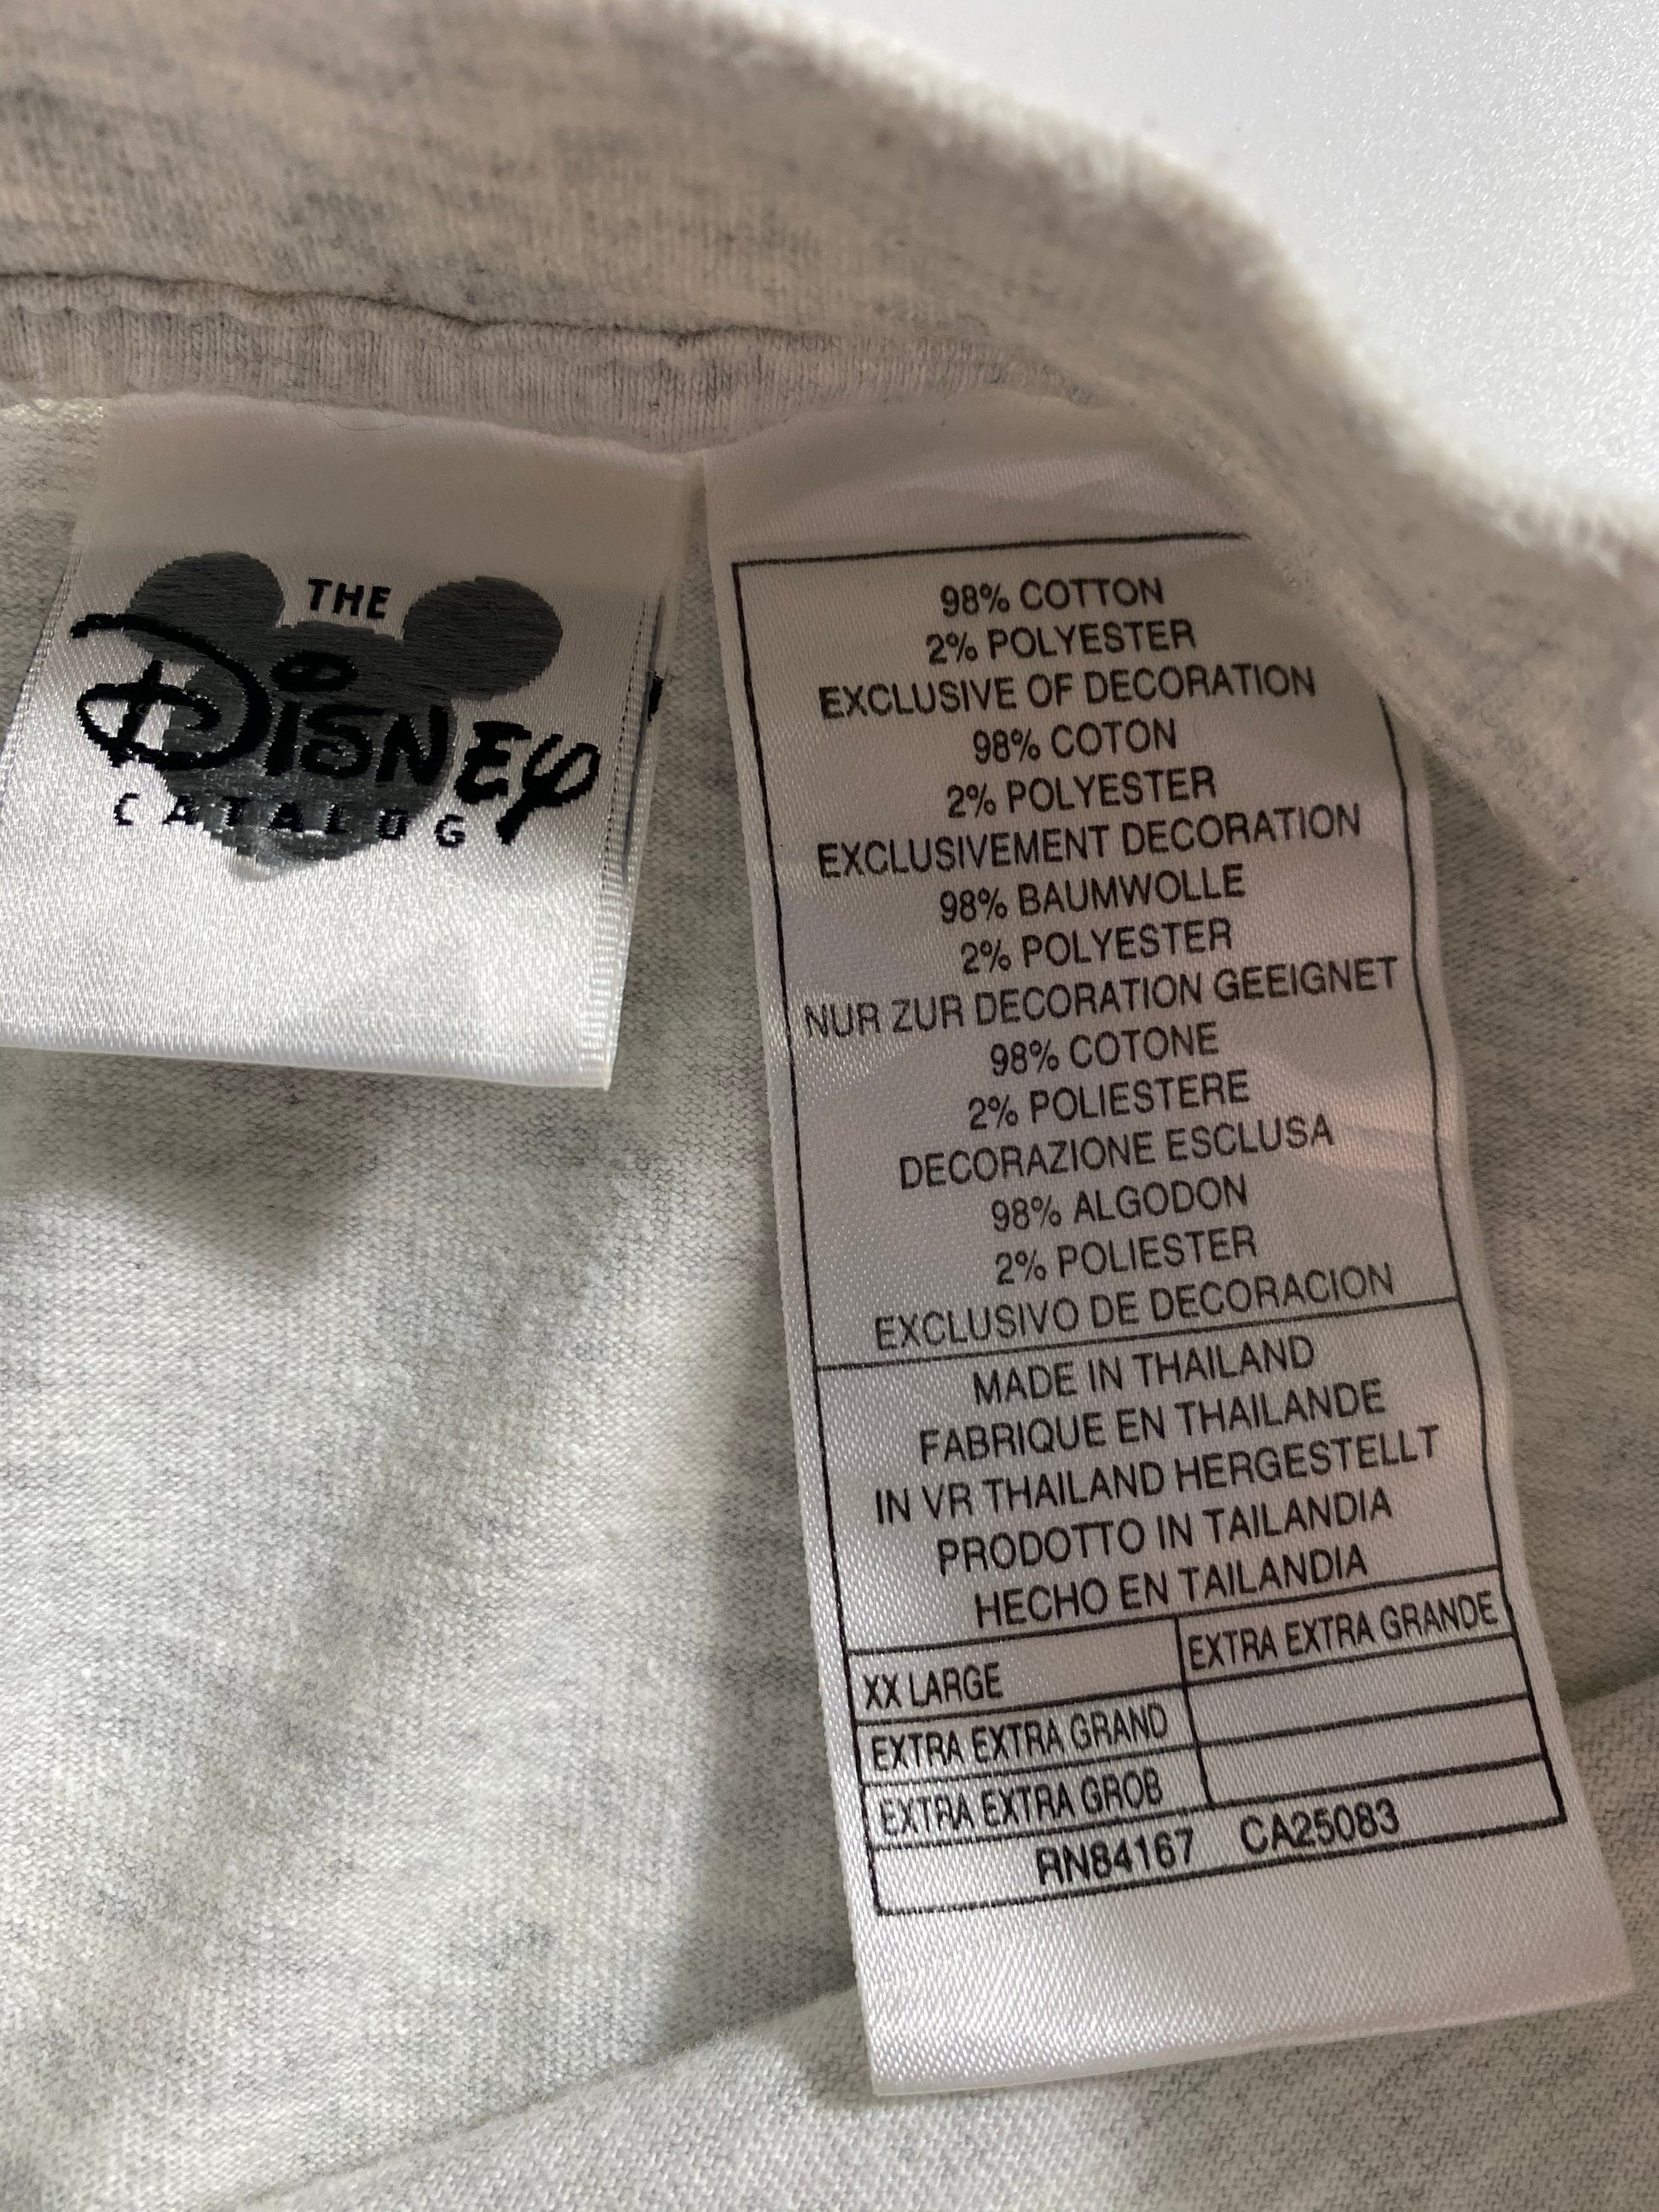 THE
DISNEY
CATALOG
98% COTTON
2% POLYESTER
EXCLUSIVE OF DECORATION
98% COTON
2% POLYESTER
EXCLUSIVEMENT DECORATION
98% BAUMWOLLE
2% POLYESTER
NUR ZUR DECORATION GEEIGNET
98% COTONE
2% POLIESTERE
DECORAZIONE ESCLUSA
98% ALGODON
2% POLIESTER
EXCLUSIVO DE DECORACION
MADE IN THAILAND
FABRIQUE EN THAILANDE
IN VR THAILAND HERGESTELLT
PRODOTTO IN TAILANDIA
HECHO EN TAILANDIA
XX LARGE EXTRA EXTRA GRANDE
EXTRA EXTRA GRAND
EXTRA EXTRA GROB
RN84167 CA25083